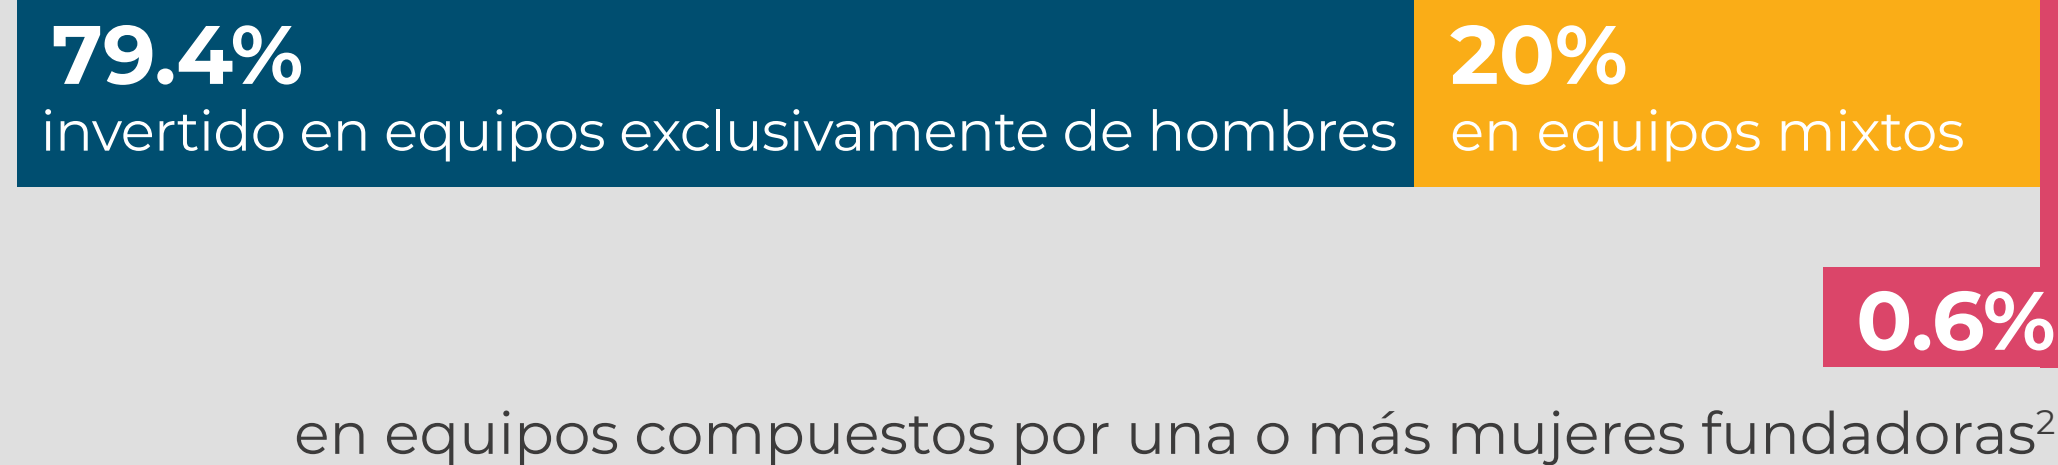 79.4%
invertido en equipos exclusivamente de hombres
20%
en equipos mixtos
0.6%
en equipos compuestos por una o más mujeres fundadoras²